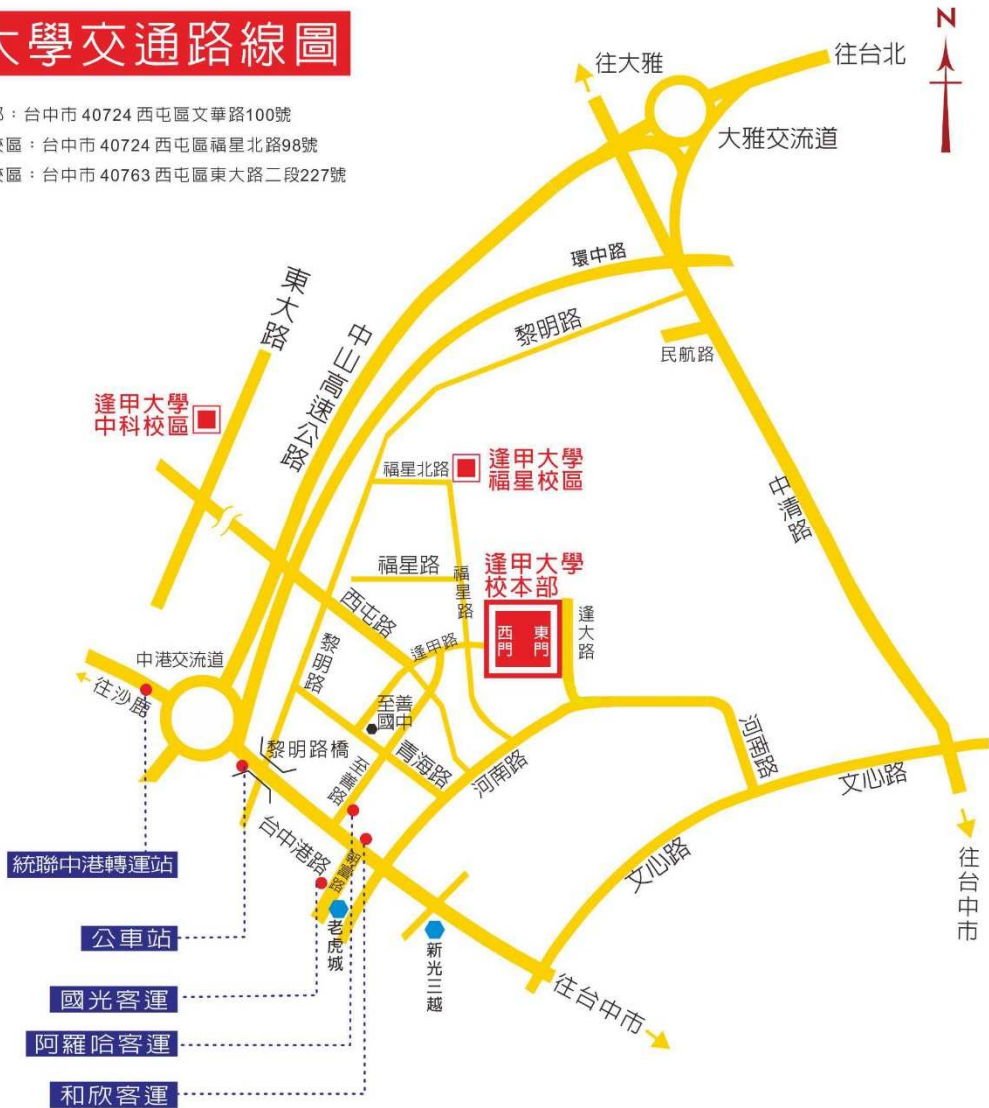 大學交通路線圖
：台中市 40724 西屯區文華路100號
區：台中市 40724 西屯區福星北路98號
區：台中市 40763 西屯區東大路二段227號
N
往大雅
往台北
大雅交流道
環中路
東大路
中山高速公路
黎明路
民航路
逢甲大學
中科校區
福星北路
逢甲大學
福星校區
中清路
福星路
福星路
逢甲大學
校本部
西門
東門
逢大路
西屯路
逢甲路
黎明路
中港交流道
往沙鹿
至善
國中
黎明路橋
至善路
青海路
河南路
河南路
文心路
文心路
台中港路
朝富路
統聯中港轉運站
公車站
國光客運
阿羅哈客運
和欣客運
老虎城
新光三越
往台中市
往台中市